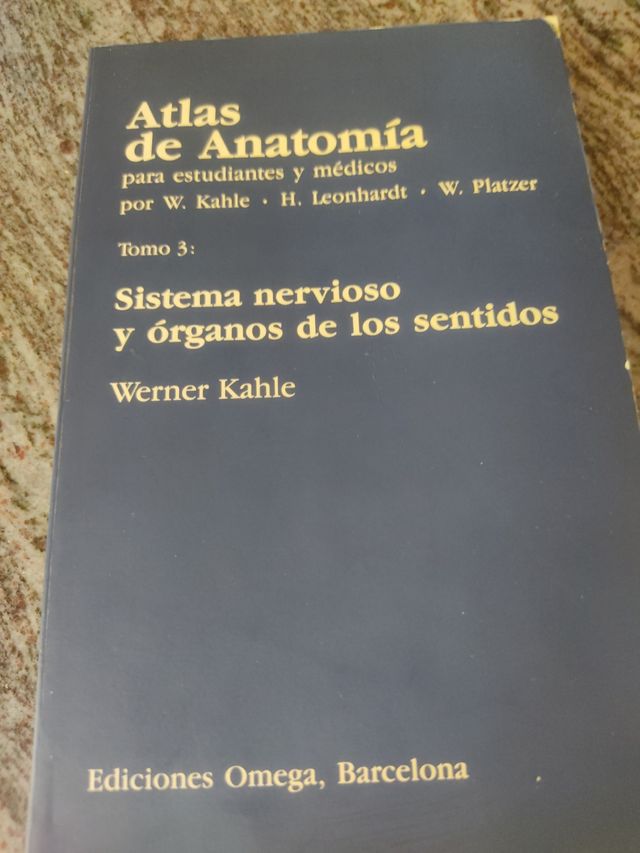 Atlas
de Anatomía
para estudiantes y médicos
por W. Kahle · H. Leonhardt · W. Platzer
Tomo 3:
Sistema nervioso
y órganos de los sentidos
Werner Kahle
Ediciones Omega, Barcelona